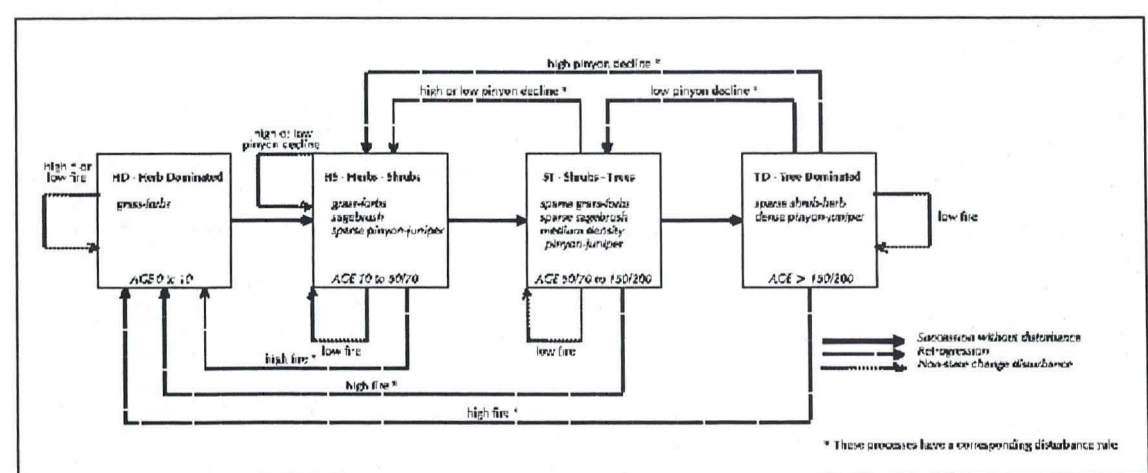 high pinyon decline *
high or low pinyon decline *
low pinyon decline *
high or low
pinyon decline
high * or
low fire
HD - Herb Dominated
grass-forbs
AGE 0 to 10
HS - Herbs - Shrubs
grass-forbs
sagebrush
sparse pinyon-juniper
AGE 10 to 50/70
ST - Shrubs - Trees
sparse grass-forbs
sparse sagebrush
medium density
pinyon-juniper
AGE 50/70 to 150/200
TD - Tree Dominated
sparse shrub-herb
dense pinyon-juniper
AGE > 150/200
low fire
low fire
low fire
high fire *
high fire *
high fire *
Succession without disturbance
Retrogression
Non-state change disturbance
* These processes have a corresponding disturbance rule